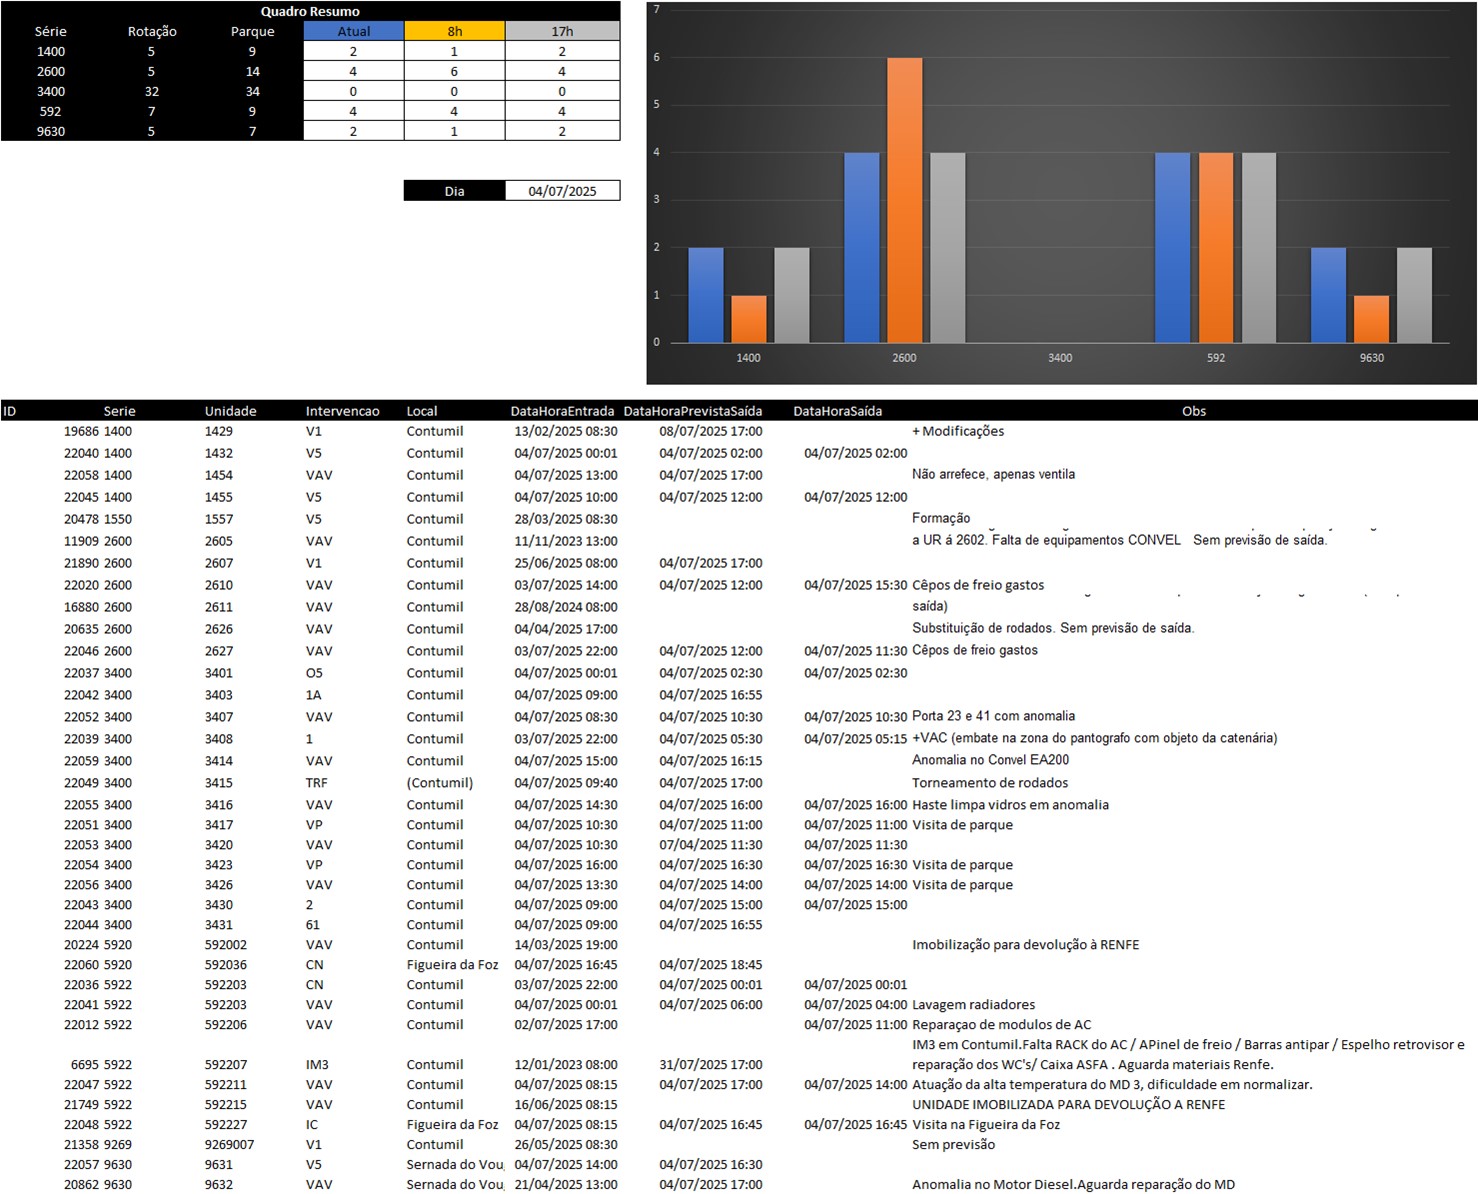 Quadro Resumo
Série Rotação Parque Atual 8h 17h
1400 5 9 2 1 2
2600 5 14 4 6 4
3400 32 34 0 0 0
592 7 9 4 4 4
9630 5 7 2 1 2
Dia 04/07/2025
7
6
5
4
3
2
1
0
1400 2600 3400 592 9630
ID Serie Unidade Intervencao Local DataHoraEntrada DataHoraPrevistaSaída DataHoraSaída Obs
19686 1400 1429 V1 Contumil 13/02/2025 08:30 08/07/2025 17:00 + Modificações
22040 1400 1432 V5 Contumil 04/07/2025 00:01 04/07/2025 02:00 04/07/2025 02:00
22058 1400 1454 VAV Contumil 04/07/2025 13:00 04/07/2025 17:00 Não arrefece, apenas ventila
22045 1400 1455 V5 Contumil 04/07/2025 10:00 04/07/2025 12:00 04/07/2025 12:00
20478 1550 1557 V5 Contumil 28/03/2025 08:30 Formação
11909 2600 2605 VAV Contumil 11/11/2023 13:00 a UR á 2602. Falta de equipamentos CONVEL Sem previsão de saída.
21890 2600 2607 V1 Contumil 25/06/2025 08:00 04/07/2025 17:00
22020 2600 2610 VAV Contumil 03/07/2025 14:00 04/07/2025 12:00 04/07/2025 15:30 Cêpos de freio gastos
16880 2600 2611 VAV Contumil 28/08/2024 08:00 saída)
20635 2600 2626 VAV Contumil 04/04/2025 17:00 Substituição de rodados. Sem previsão de saída.
22046 2600 2627 VAV Contumil 03/07/2025 22:00 04/07/2025 12:00 04/07/2025 11:30 Cêpos de freio gastos
22037 3400 3401 O5 Contumil 04/07/2025 00:01 04/07/2025 02:30 04/07/2025 02:30
22042 3400 3403 1A Contumil 04/07/2025 09:00 04/07/2025 16:55
22052 3400 3407 VAV Contumil 04/07/2025 08:30 04/07/2025 10:30 04/07/2025 10:30 Porta 23 e 41 com anomalia
22039 3400 3408 1 Contumil 03/07/2025 22:00 04/07/2025 05:30 04/07/2025 05:15 +VAC (embate na zona do pantografo com objeto da catenária)
22059 3400 3414 VAV Contumil 04/07/2025 15:00 04/07/2025 16:15 Anomalia no Convel EA200
22049 3400 3415 TRF (Contumil) 04/07/2025 09:40 04/07/2025 17:00 Torneamento de rodados
22055 3400 3416 VAV Contumil 04/07/2025 14:30 04/07/2025 16:00 04/07/2025 16:00 Haste limpa vidros em anomalia
22051 3400 3417 VP Contumil 04/07/2025 10:30 04/07/2025 11:00 04/07/2025 11:00 Visita de parque
22053 3400 3420 VAV Contumil 04/07/2025 10:30 07/04/2025 11:30 04/07/2025 11:30
22054 3400 3423 VP Contumil 04/07/2025 16:00 04/07/2025 16:30 04/07/2025 16:30 Visita de parque
22056 3400 3426 VAV Contumil 04/07/2025 13:30 04/07/2025 14:00 04/07/2025 14:00 Visita de parque
22043 3400 3430 2 Contumil 04/07/2025 09:00 04/07/2025 15:00 04/07/2025 15:00
22044 3400 3431 61 Contumil 04/07/2025 09:00 04/07/2025 16:55
20224 5920 592002 VAV Contumil 14/03/2025 19:00 Imobilização para devolução à RENFE
22060 5920 592036 CN Figueira da Foz 04/07/2025 16:45 04/07/2025 18:45
22036 5922 592203 CN Contumil 03/07/2025 22:00 04/07/2025 00:01 04/07/2025 00:01
22041 5922 592203 VAV Contumil 04/07/2025 00:01 04/07/2025 06:00 04/07/2025 04:00 Lavagem radiadores
22012 5922 592206 VAV Contumil 02/07/2025 17:00 04/07/2025 11:00 Reparaçao de modulos de AC
IM3 em Contumil.Falta RACK do AC / APinel de freio / Barras antipar / Espelho retrovisor e
6695 5922 592207 IM3 Contumil 12/01/2023 08:00 31/07/2025 17:00 reparação dos WC's/ Caixa ASFA . Aguarda materiais Renfe.
22047 5922 592211 VAV Contumil 04/07/2025 08:15 04/07/2025 17:00 04/07/2025 14:00 Atuação da alta temperatura do MD 3, dificuldade em normalizar.
21749 5922 592215 VAV Contumil 16/06/2025 08:15 UNIDADE IMOBILIZADA PARA DEVOLUÇÃO A RENFE
22048 5922 592227 IC Figueira da Foz 04/07/2025 08:15 04/07/2025 16:45 04/07/2025 16:45 Visita na Figueira da Foz
21358 9269 9269007 V1 Contumil 26/05/2025 08:30 Sem previsão
22057 9630 9631 V5 Sernada do Vou 04/07/2025 14:00 04/07/2025 16:30
20862 9630 9632 VAV Sernada do Vou 21/04/2025 13:00 04/07/2025 17:00 Anomalia no Motor Diesel.Aguarda reparação do MD